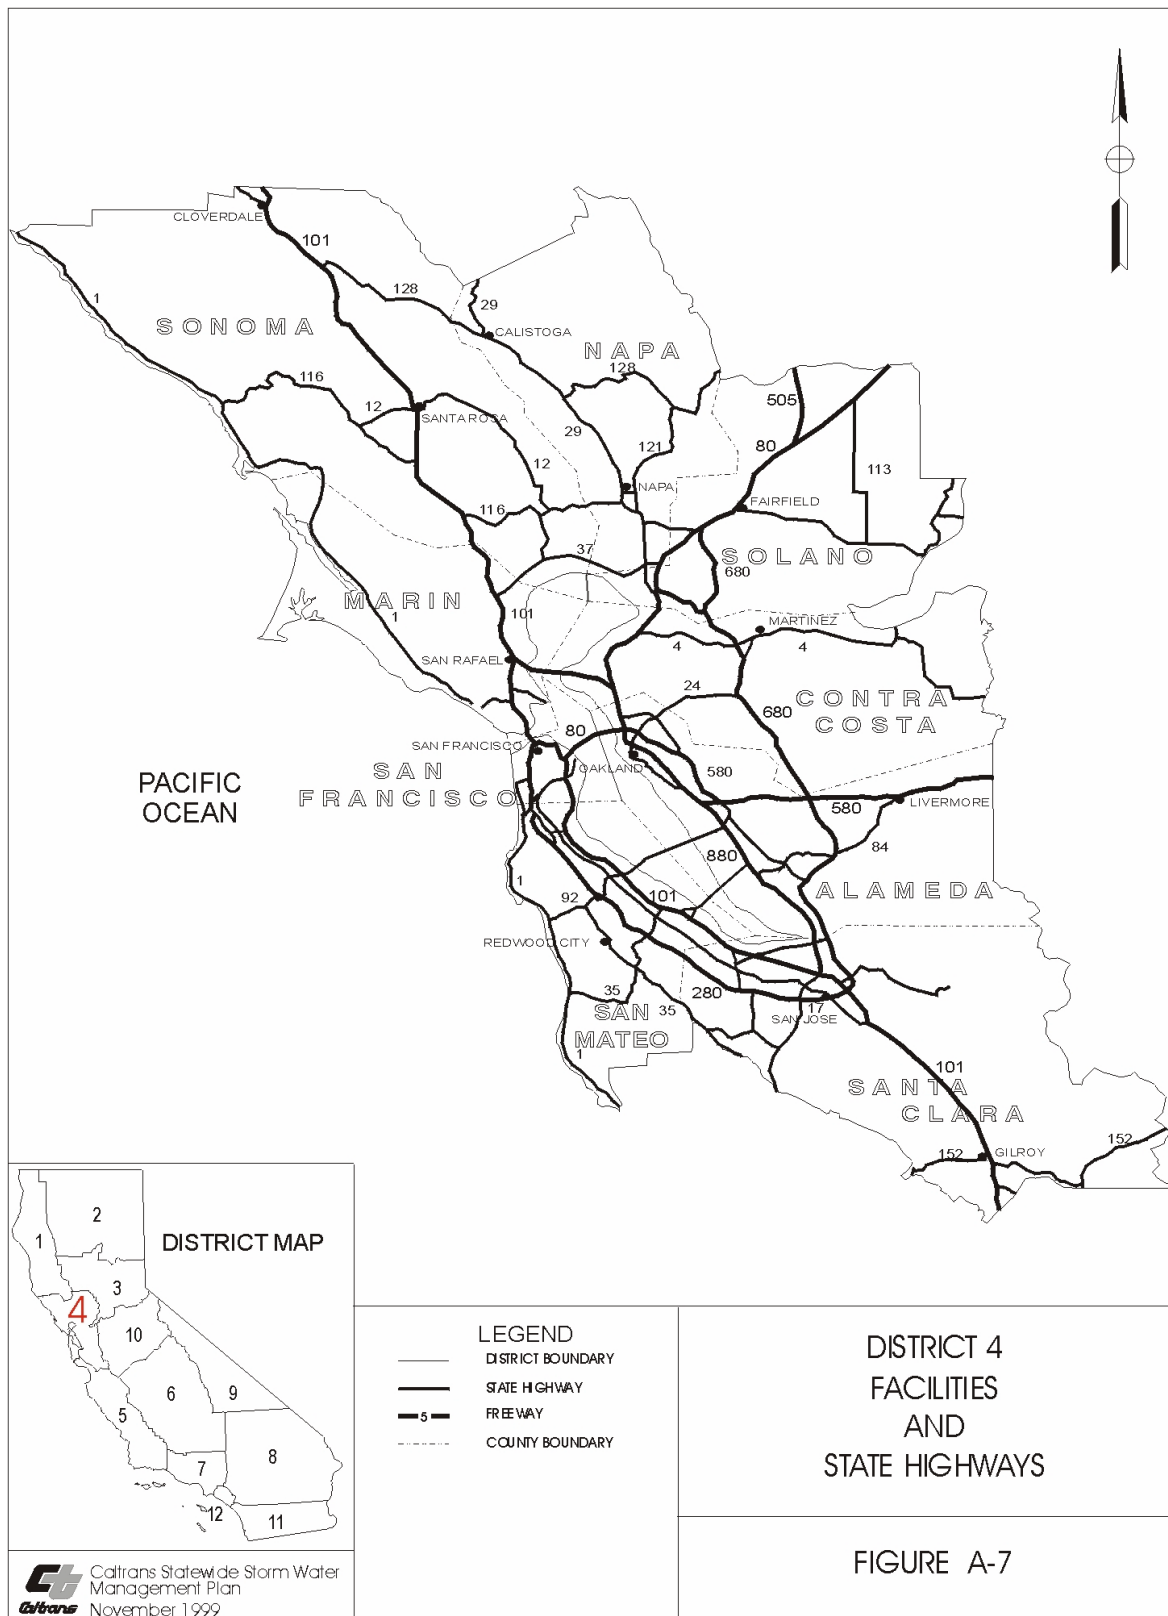 CLOVERDALE
101
1
128
29
SONOMA
CALISTOGA
NAPA
128
116
12
SANTA ROSA
505
29
80
121
12
113
NAPA
FAIRFIELD
116
37
SOLANO
680
MARIN
1
101
MARTINEZ
4
4
SAN RAFAEL
24
CONTRA
COSTA
680
80
SAN FRANCISCO
OAKLAND
580
SAN
FRANCISCO
PACIFIC
OCEAN
580
LIVERMORE
84
880
1
92
101
ALAMEDA
REDWOOD CITY
35
280
SAN
MATEO
35
17
SAN JOSE
1
101
SANTA
CLARA
152
GILROY
152
DISTRICT MAP
1
2
3
4
10
6
9
5
7
8
12
11
LEGEND
DISTRICT BOUNDARY
STATE HIGHWAY
5 FREEWAY
COUNTY BOUNDARY
DISTRICT 4
FACILITIES
AND
STATE HIGHWAYS
FIGURE A-7
ct
Caltrans
Caltrans Statewide Storm Water
Management Plan
November 1999